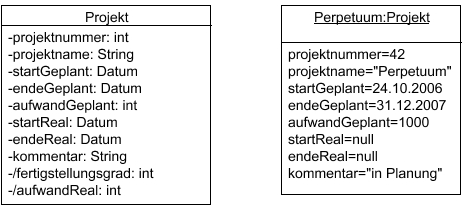 Projekt
-projektnummer: int
-projektname: String
-startGeplant: Datum
-endeGeplant: Datum
-aufwandGeplant: int
-startReal: Datum
-endeReal: Datum
-kommentar: String
-/fertigstellungsgrad: int
-/aufwandReal: int
Perpetuum:Projekt
projektnummer=42
projektname="Perpetuum"
startGeplant=24.10.2006
endeGeplant=31.12.2007
aufwandGeplant=1000
startReal=null
endeReal=null
kommentar="in Planung"